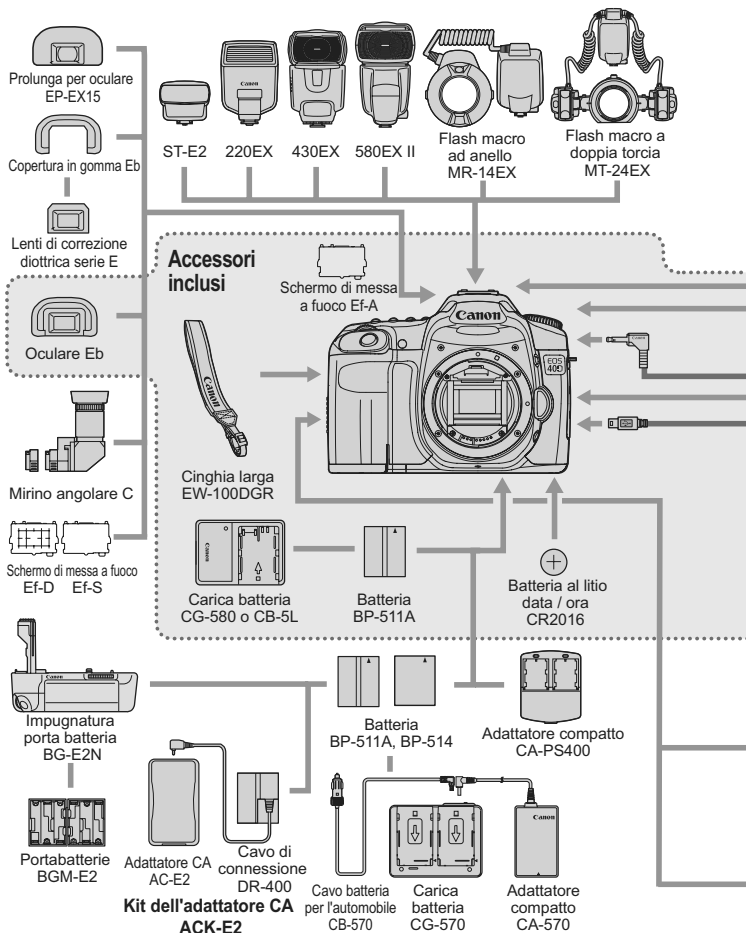 Prolunga per oculare
EP-EX15
Copertura in gomma Eb
Lenti di correzione
diottrica serie E
Oculare Eb
Mirino angolare C
Schermo di messa a fuoco
Ef-D Ef-S
Canon
ST-E2
220EX
430EX
580EX II
Flash macro
ad anello
MR-14EX
Flash macro a
doppia torcia
MT-24EX
Accessori
inclusi
Schermo di messa
a fuoco Ef-A
Canon
EOS
40D
Canon
Canon
Cinghia larga
EW-100DGR
Canon
Carica batteria
CG-580 o CB-5L
Batteria
BP-511A
Batteria al litio
data / ora
CR2016
Canon
Impugnatura
porta batteria
BG-E2N
Batteria
BP-511A, BP-514
Adattatore compatto
CA-PS400
Portabatterie
BGM-E2
Adattatore CA
AC-E2
Cavo di
connessione
DR-400
Kit dell'adattatore CA
ACK-E2
Cavo batteria
per l'automobile
CB-570
Carica
batteria
CG-570
Canon
Adattatore
compatto
CA-570